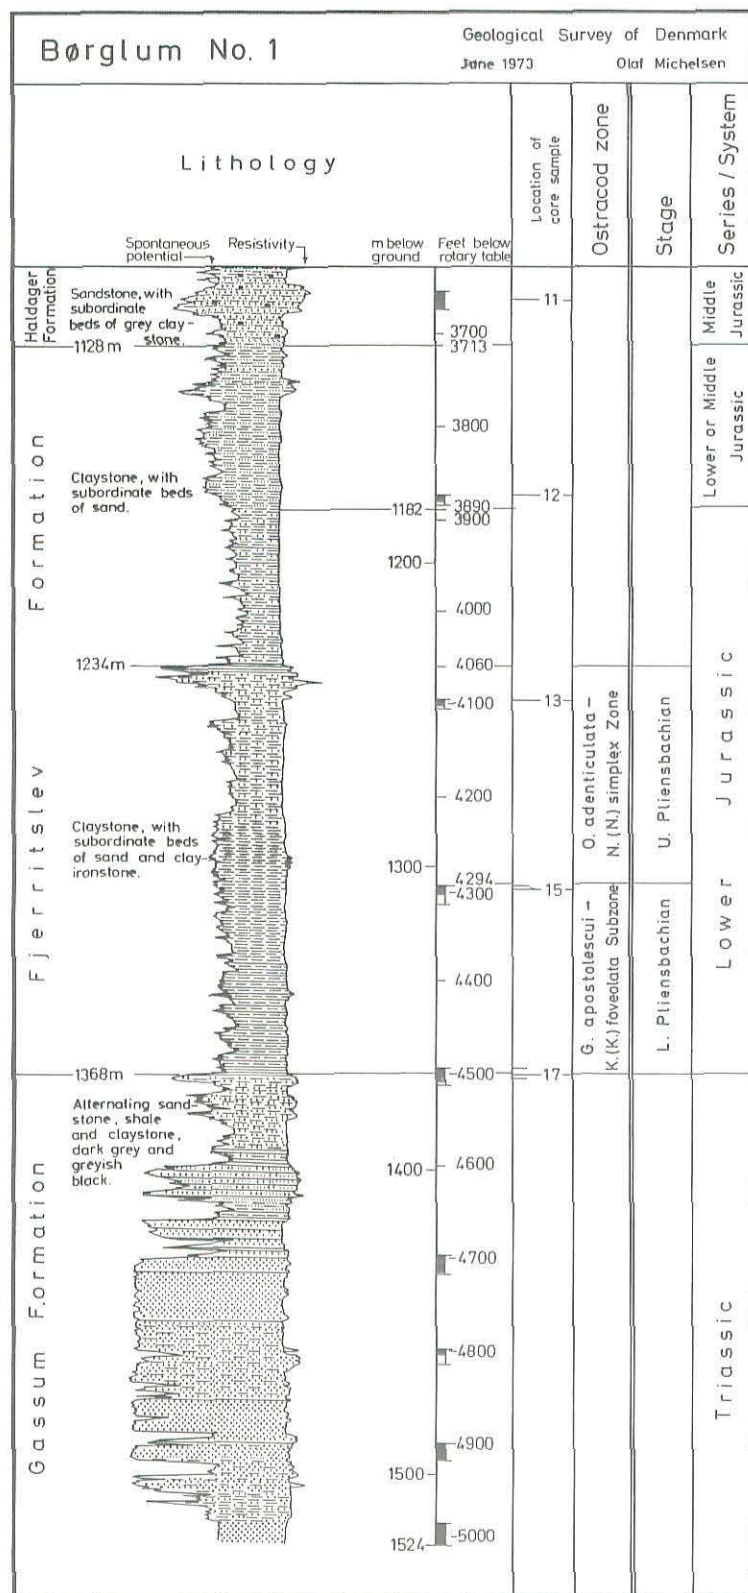 Børglum No. 1
Geological Survey of Denmark
June 1973 Olaf Michelsen
Lithology
Location of
core sample
Ostracod zone
Stage
Series / System
Spontaneous
potential
Resistivity
m below
ground
Feet below
rotary table
Haldager
Formation
Sandstone, with
subordinate
beds of grey clay-
stone.
11
3700
Middle
Jurassic
1128 m
3713
Lower or Middle
Jurassic
3800
Fjerritslev Formation
Claystone, with
subordinate beds
of sand.
12
1182
3890
3900
1200
4000
1234m
4060
4100
13
O. adenticulata –
N. (N.) simplex Zone
U. Pliensbachian
Lower Jurassic
4200
Claystone, with
subordinate beds
of sand and clay-
ironstone.
1300
4294
4300
15
G. apostolescui –
K.(K.) foveolata Subzone
L. Pliensbachian
4400
1368m
4500
17
Gassum Formation
Alternating sand-
stone, shale
and claystone,
dark grey and
greyish
black.
1400
4600
4700
Triassic
4800
4900
1500
5000
1524